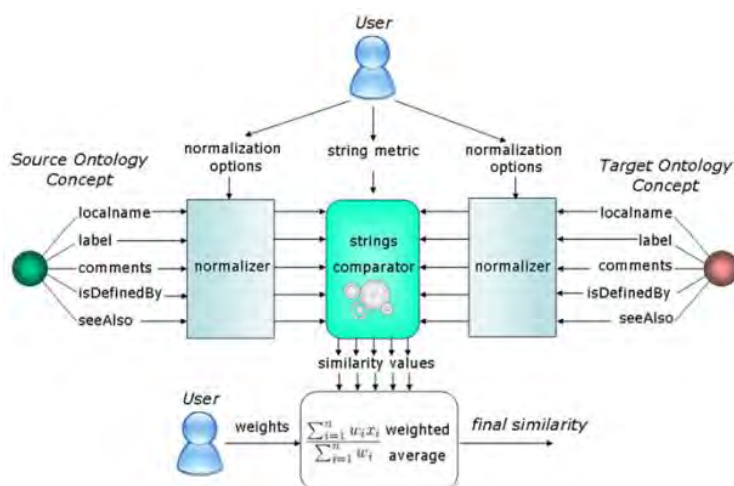 User
normalization
options
string metric
normalization
options
Source Ontology
Concept
Target Ontology
Concept
localname
label
comments
isDefinedBy
seeAlso
normalizer
strings
comparator
normalizer
localname
label
comments
isDefinedBy
seeAlso
similarity values
User
weights
\frac{\sum_{i=1}^{n} w_i x_i}{\sum_{i=1}^{n} w_i} weighted
average
final similarity